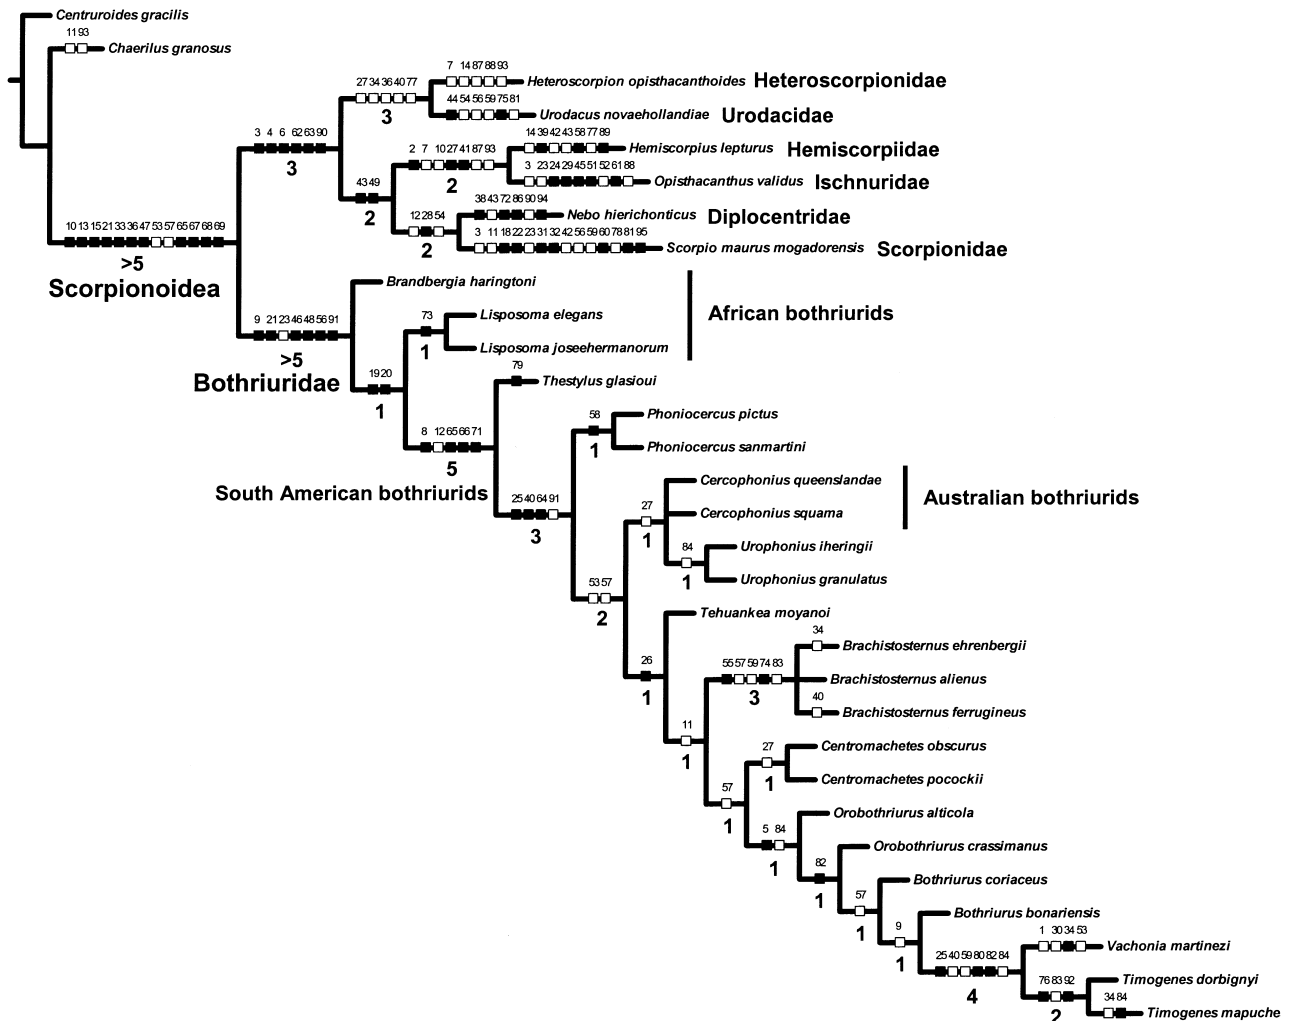 Centruroides gracilis
11 93
Chaerilus granosus
27 34 36 40 77
7 14 87 88 93
Heteroscorpion opisthacanthoides Heteroscorpionidae
44 54 56 59 75 81
3
Urodacus novaehollandiae Urodacidae
3 4 6 62 63 90
3
14 39 42 43 58 77 89
Hemiscorpius lepturus Hemiscorpiidae
2 7 10 27 41 87 93
2
3 23 24 29 45 51 52 61 88
Opisthacanthus validus Ischnuridae
43 49
2
38 43 72 86 90 94
Nebo hierichonticus Diplocentridae
12 28 54
2
3 11 18 22 23 31 32 42 56 59 60 78 81 95
Scorpio maurus mogadorensis Scorpionidae
10 13 15 21 33 36 47 53 57 65 67 68 69
>5
Scorpionoidea
Brandbergia haringtoni
African bothriurids
Lisposoma elegans
73
1
Lisposoma joseehermanorum
9 21 23 46 48 56 91
>5
Bothriuridae
19 20
1
79
Thestylus glasioui
8 12 65 66 71
5
South American bothriurids
58
1
Phoniocercus pictus
Phoniocercus sanmartini
25 40 64 91
3
Cercophonius queenslandae
Australian bothriurids
27
1
Cercophonius squama
84
1
Urophonius iheringii
Urophonius granulatus
53 57
2
Tehuankea moyanoi
26
1
34
Brachistosternus ehrenbergii
55 57 59 74 83
3
Brachistosternus alienus
40
Brachistosternus ferrugineus
11
1
27
1
Centromachetes obscurus
Centromachetes pocockii
57
1
Orobothriurus alticola
5 84
1
Orobothriurus crassimanus
82
1
Bothriurus coriaceus
57
1
Bothriurus bonariensis
9
1
1 30 34 53
Vachonia martinezi
25 40 59 80 82 84
4
76 83 92
2
Timogenes dorbignyi
34 84
Timogenes mapuche